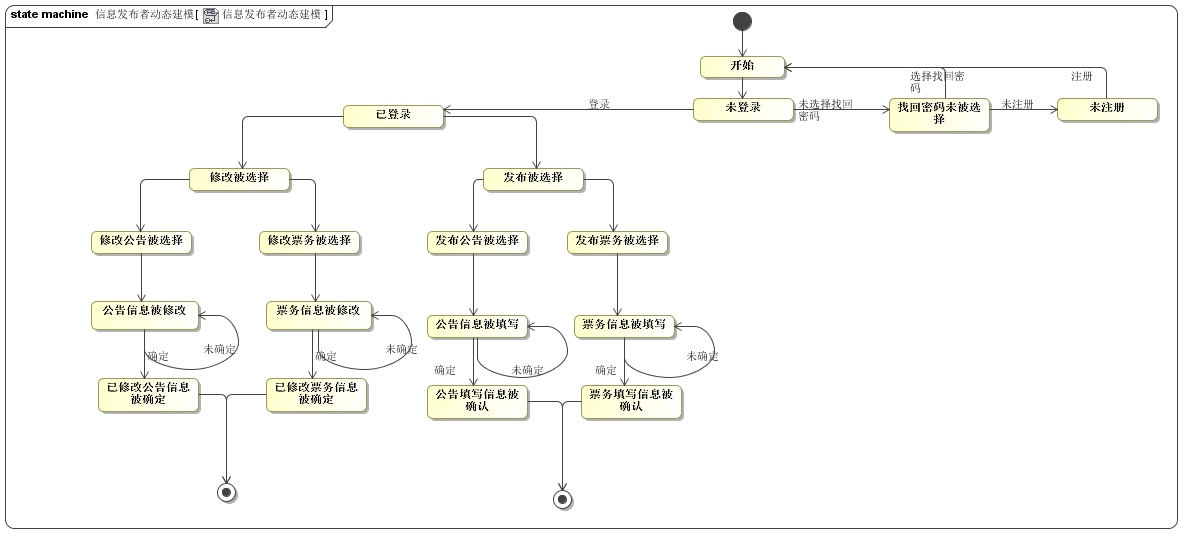 state machine 信息发布者动态建模[ 信息发布者动态建模 ]
开始
选择找回密
码
注册
登录
未登录
未选择找回
密码
找回密码未被选
择
未注册
未注册
已登录
修改被选择
发布被选择
修改公告被选择
修改票务被选择
发布公告被选择
发布票务被选择
公告信息被修改
票务信息被修改
公告信息被填写
票务信息被填写
确定
未确定
确定
未确定
确定
未确定
确定
未确定
已修改公告信息
被确定
已修改票务信息
被确定
公告填写信息被
确认
票务填写信息被
确认